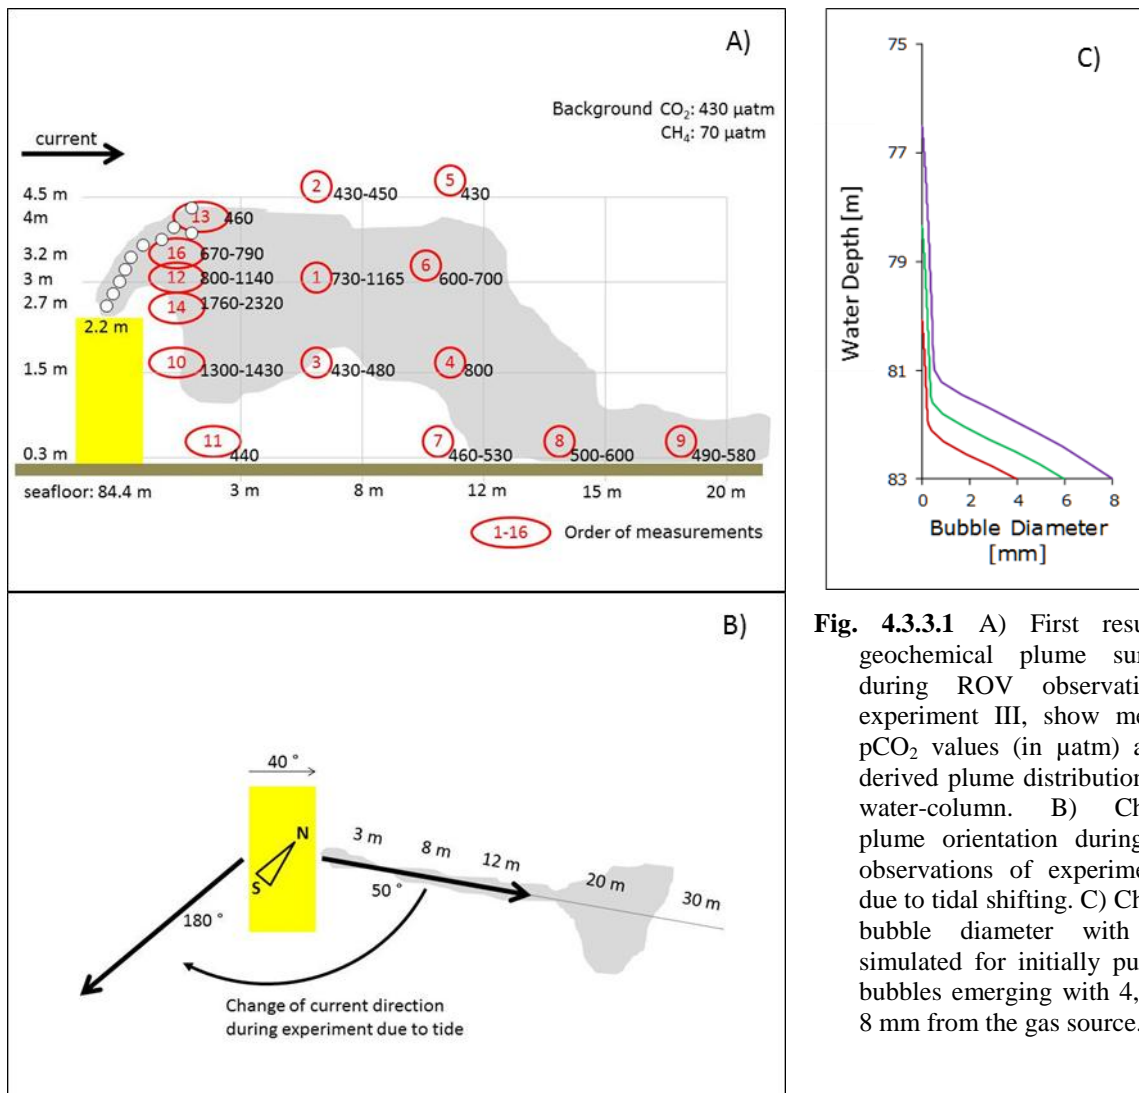 A)
Background CO₂: 430 µatm
CH₄: 70 µatm
current
4.5 m
2
430-450
5
430
4m
13
460
3.2 m
16
670-790
6
3 m
12
800-1140
1
730-1165
600-700
2.7 m
14
1760-2320
2.2 m
1.5 m
10
1300-1430
3
430-480
4
800
0.3 m
11
440
7
460-530
8
500-600
9
490-580
seafloor: 84.4 m
3 m
8 m
12 m
15 m
20 m
1-16
Order of measurements
B)
40 °
N
S
3 m
8 m
12 m
20 m
30 m
50 °
180 °
Change of current direction
during experiment due to tide
C)
75
77
79
81
83
Water Depth [m]
0
2
4
6
8
Bubble Diameter
[mm]
Fig. 4.3.3.1 A) First
geochemical plume
during ROV
experiment III, show
pCO₂ values (in µatm)
derived plume distribution
water-column. B)
plume orientation during
observations of
due to tidal shifting. C)
bubble diameter with
simulated for initially
bubbles emerging with 4,
8 mm from the gas source.